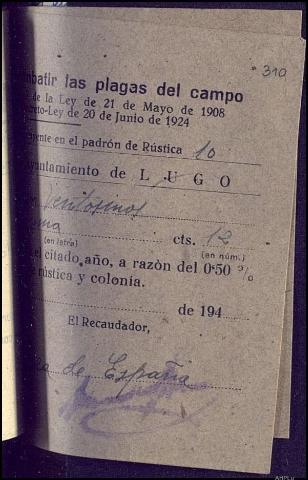 310
mbatir las plagas del campo
de la Ley de 21 de Mayo de 1908
creto-Ley de 20 de Junio de 1924
uyente en el padrón de Rústica 10
yuntamiento de LUGO
cts. 12
(en letra) (en núm.)
el citado año, a razón del 0'50 %
rústica y colonia.
de 194
El Recaudador,
de España